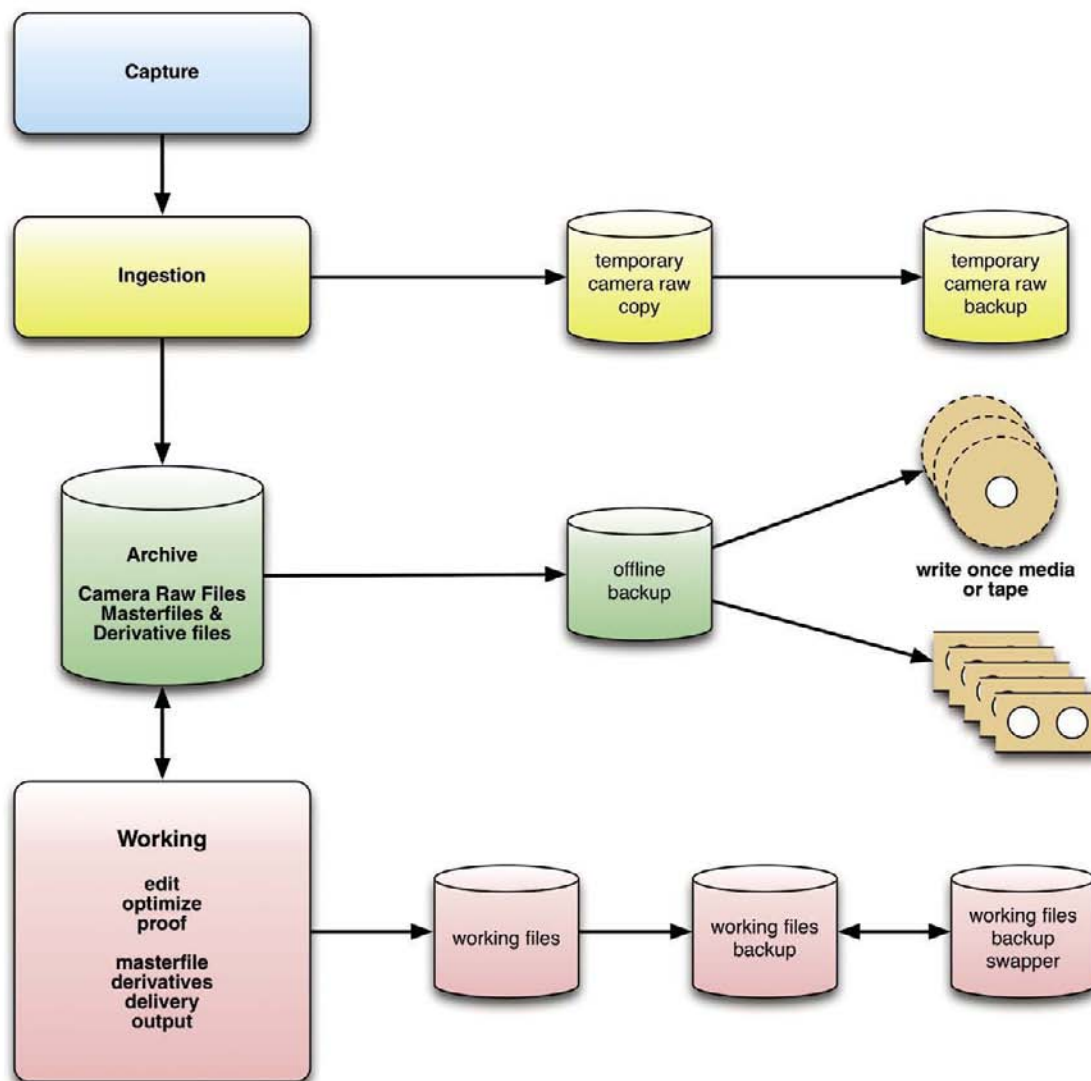 Capture
Ingestion
temporary
camera raw
copy
temporary
camera raw
backup
Archive
Camera Raw Files
Masterfiles &
Derivative files
offline
backup
write once media
or tape
Working
edit
optimize
proof
masterfile
derivatives
delivery
output
working files
working files
backup
working files
backup
swapper